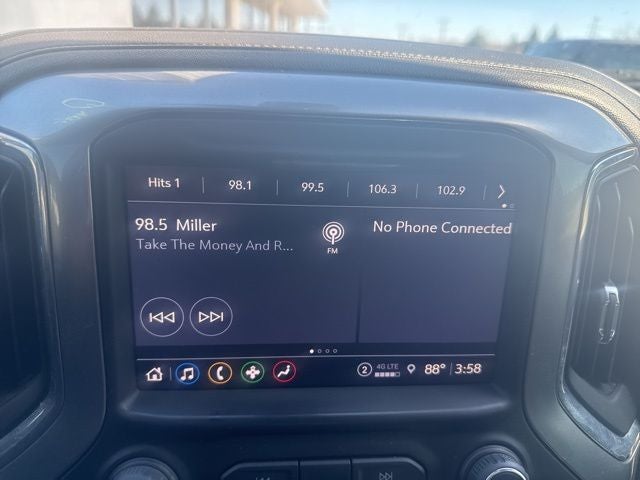 Hits 1 98.1 99.5 106.3 102.9
98.5 Miller
Take The Money And R...
FM
No Phone Connected
2 4G LTE 88° 3:58